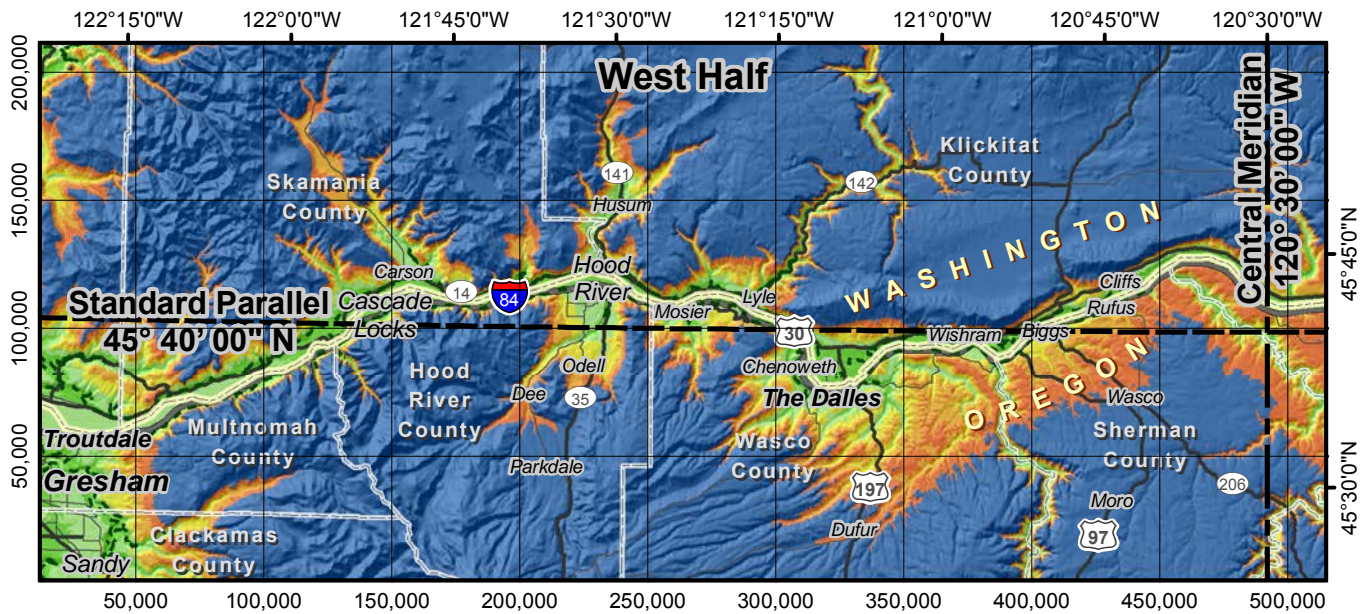 122°15'0"W 122°0'0"W 121°45'0"W 121°30'0"W 121°15'0"W 121°0'0"W 120°45'0"W 120°30'0"W
200,000
150,000
100,000
50,000
West Half
Central Meridian
120° 30' 00" W
Klickitat
County
141
142
Skamania
County
Husum
WASHINGTON
45°45'0"N
Carson
Hood
River
14
84
Cliffs
Standard Parallel
45° 40' 00" N
Cascade
Locks
Mosier
Lyle
Rufus
30
Wishram
Biggs
Hood
River
County
Odell
Chenoweth
OREGON
Dee
35
The Dalles
Wasco
Troutdale
Multnomah
County
Wasco
County
Sherman
County
Gresham
Parkdale
197
206
45°30'0"N
Moro
Dufur
97
Clackamas
County
Sandy
50,000 100,000 150,000 200,000 250,000 300,000 350,000 400,000 450,000 500,000